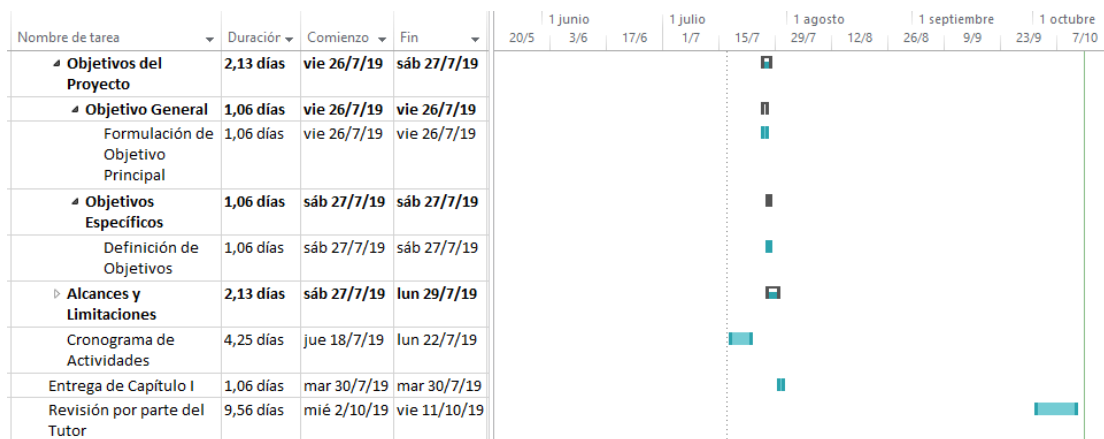 1 junio 1 julio 1 agosto 1 septiembre 1 octubre
Nombre de tarea Duraciór Comienzo Fin 20/5 3/6 17/6 1/7 15/7 29/7 12/8 26/8 9/9 23/9 7/10
Objetivos del 2,13 días vie 26/7/19 sáb 27/7/19
Proyecto
Objetivo General 1,06 días vie 26/7/19 vie 26/7/19
Formulación de 1,06 días vie 26/7/19 vie 26/7/19
Objetivo
Principal
Objetivos 1,06 días sáb 27/7/19 sáb 27/7/19
Específicos
Definición de 1,06 días sáb 27/7/19 sáb 27/7/19
Objetivos
Alcances y 2,13 días sáb 27/7/19 lun 29/7/19
Limitaciones
Cronograma de 4,25 días jue 18/7/19 lun 22/7/19
Actividades
Entrega de Capítulo I 1,06 días mar 30/7/19 mar 30/7/19
Revisión por parte del 9,56 días mié 2/10/19 vie 11/10/19
Tutor